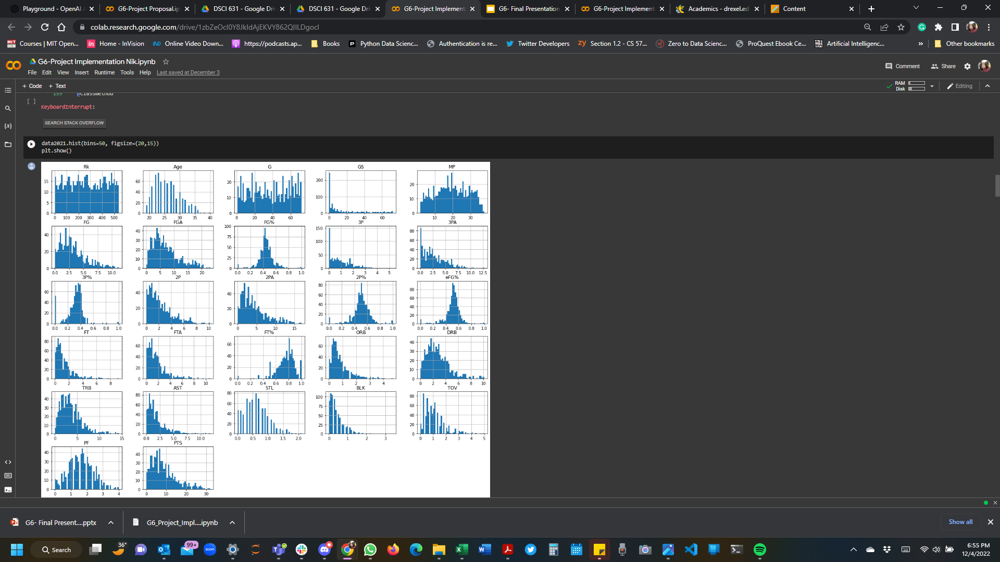 Playground - OpenAI A
G6-Project Proposal.ip
DSCI 631 - Google Dri
DSCI 631 - Google Dri
G6-Project Implement
G6- Final Presentation
G6-Project Implement
Academics - drexel.ed
Content
colab.research.google.com/drive/1zbZeOcI0Y8JkIdAjEKVY862QIILDgocI
MIT OCW Courses | MIT Open...
Home - InVision
Online Video Down...
https://podcasts.ap...
Books
Python Data Scienc...
Authentication is re...
Twitter Developers
Section 1.2 - CS 57...
Zero to Data Scienc...
ProQuest Ebook Ce...
Artificial Intelligenc...
»
Other bookmarks
G6-Project Implementation Nik.ipynb
File Edit View Insert Runtime Tools Help Last saved at December 3
Comment Share
+ Code + Text
RAM
Disk
Editing
159 @classmethod
[ ]
KeyboardInterrupt:
SEARCH STACK OVERFLOW
data2021.hist(bins=50, figsize=(20,15))
plt.show()
Rk Age G GS MP
15 10 5 0
60 40 20 0
20 10 0
200 100 0
20 10 0
0 100 200 300 400 500
20 25 30 35 40
0 20 40 60
0 20 40 60
10 20 30
FG FGA FG% 3P 3PA
40 20 0
40 30 20 10 0
100 75 50 25 0
150 100 50 0
80 60 40 20 0
0.0 2.5 5.0 7.5 10.0
0 5 10 15 20
0.0 0.2 0.4 0.6 0.8 1.0
0 1 2 3 4 5
0.0 2.5 5.0 7.5 10.0 12.5
3P% 2P 2PA 2P% eFG%
60 40 20 0
40 20 0
40 20 0
80 60 40 20 0
80 60 40 20 0
0.0 0.2 0.4 0.6 0.8 1.0
0 2 4 6 8 10
0 5 10 15
0.0 0.2 0.4 0.6 0.8 1.0
0.0 0.2 0.4 0.6 0.8 1.0
FT FTA FT% ORB DRB
80 60 40 20 0
60 40 20 0
60 40 20 0
60 40 20 0
40 30 20 10 0
0 2 4 6 8
0 2 4 6 8 10
0.0 0.2 0.4 0.6 0.8 1.0
0 1 2 3 4
0 2 4 6 8 10
TRB AST STL BLK TOV
40 30 20 10 0
80 60 40 20 0
80 60 40 20 0
100 75 50 25 0
80 60 40 20 0
0 5 10 15
0.0 2.5 5.0 7.5 10.0
0.0 0.5 1.0 1.5 2.0
0 1 2 3
0 1 2 3 4 5
PF PTS
40 30 20 10 0
40 30 20 10 0
0 1 2 3 4
0 10 20 30
G6- Final Present....pptx
G6_Project_Impl....ipynb
Show all
Search
36°
99+
zoom
6:55 PM
12/4/2022